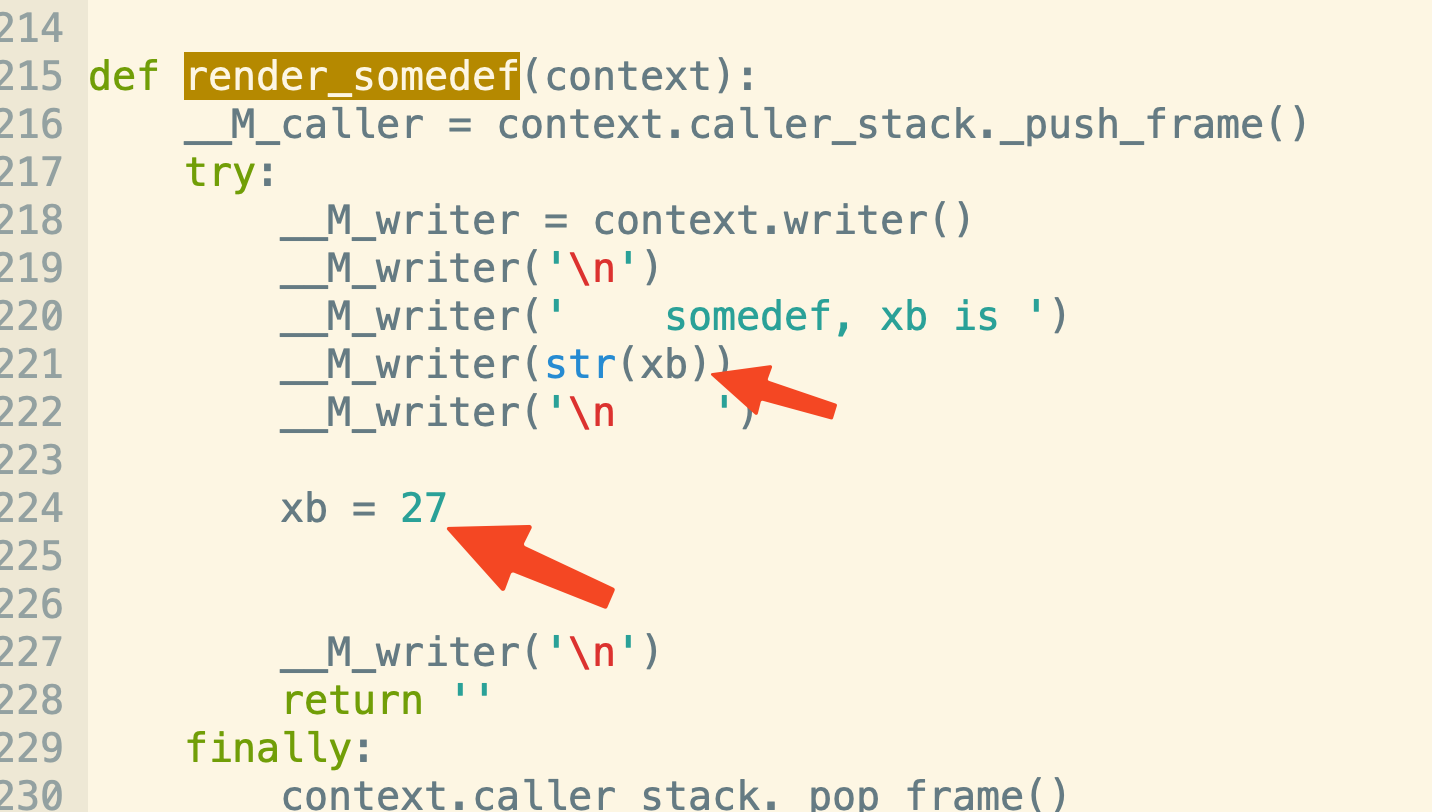 214
215 def render_somedef(context):
216     __M_caller = context.caller_stack._push_frame()
217     try:
218         __M_writer = context.writer()
219         __M_writer('\n')
220         __M_writer('    somedef, xb is ')
221         __M_writer(str(xb))
222         __M_writer('\n    ')
223
224         xb = 27
225
226
227         __M_writer('\n')
228         return ''
229     finally:
230         context.caller_stack._pop_frame()